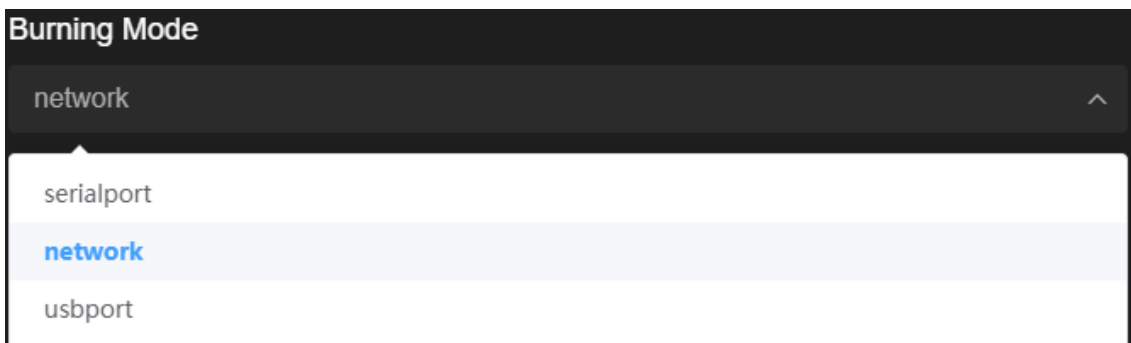 Burning Mode
network
serialport
network
usbport